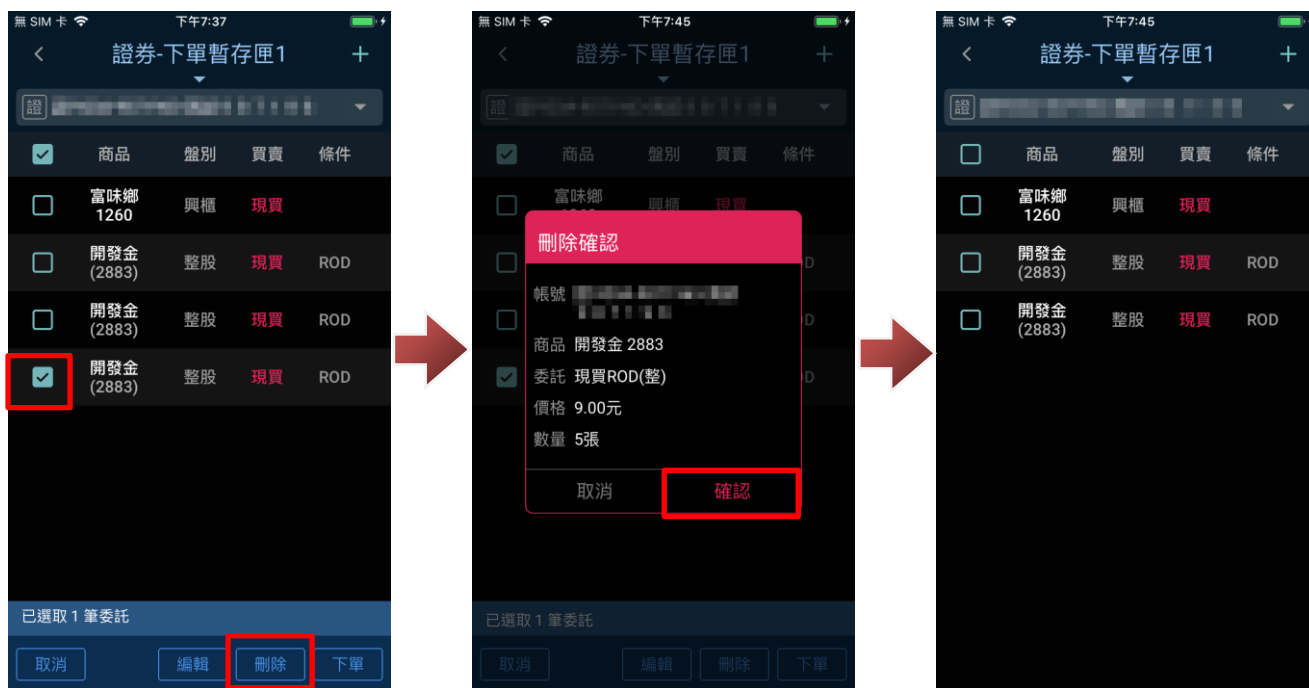 無 SIM 卡 下午7:37
證券-下單暫存匣1
證
商品 盤別 買賣 條件
富味鄉
1260 興櫃 現買
開發金
(2883) 整股 現買 ROD
開發金
(2883) 整股 現買 ROD
開發金
(2883) 整股 現買 ROD
已選取 1 筆委託
取消 編輯 刪除 下單
無 SIM 卡 下午7:45
證券-下單暫存匣1
證
商品 盤別 買賣 條件
富味鄉
興櫃 現買
刪除確認
帳號
商品 開發金 2883
委託 現買ROD(整)
價格 9.00元
數量 5張
取消 確認
已選取 1 筆委託
取消 編輯 刪除 下單
無 SIM 卡 下午7:45
證券-下單暫存匣1
證
商品 盤別 買賣 條件
富味鄉
1260 興櫃 現買
開發金
(2883) 整股 現買 ROD
開發金
(2883) 整股 現買 ROD